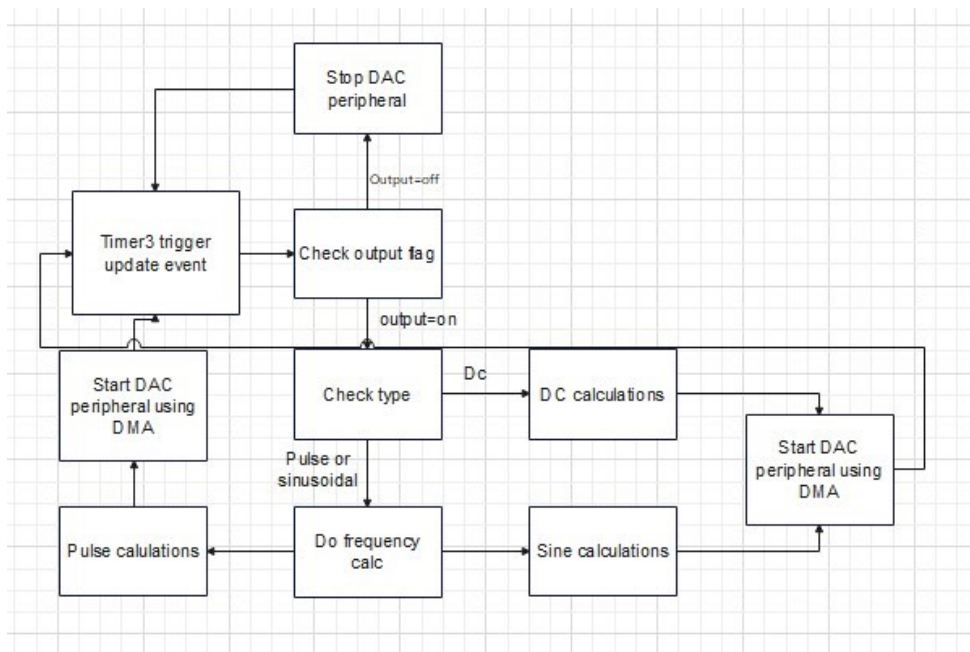 Stop DAC
peripheral
Output=off
Timer3 trigger
update event
Check output flag
output=on
Start DAC
peripheral using
DMA
Check type
Dc
DC calculations
Start DAC
peripheral using
DMA
Pulse or
sinusoidal
Pulse calulations
Do frequency
calc
Sine calculations